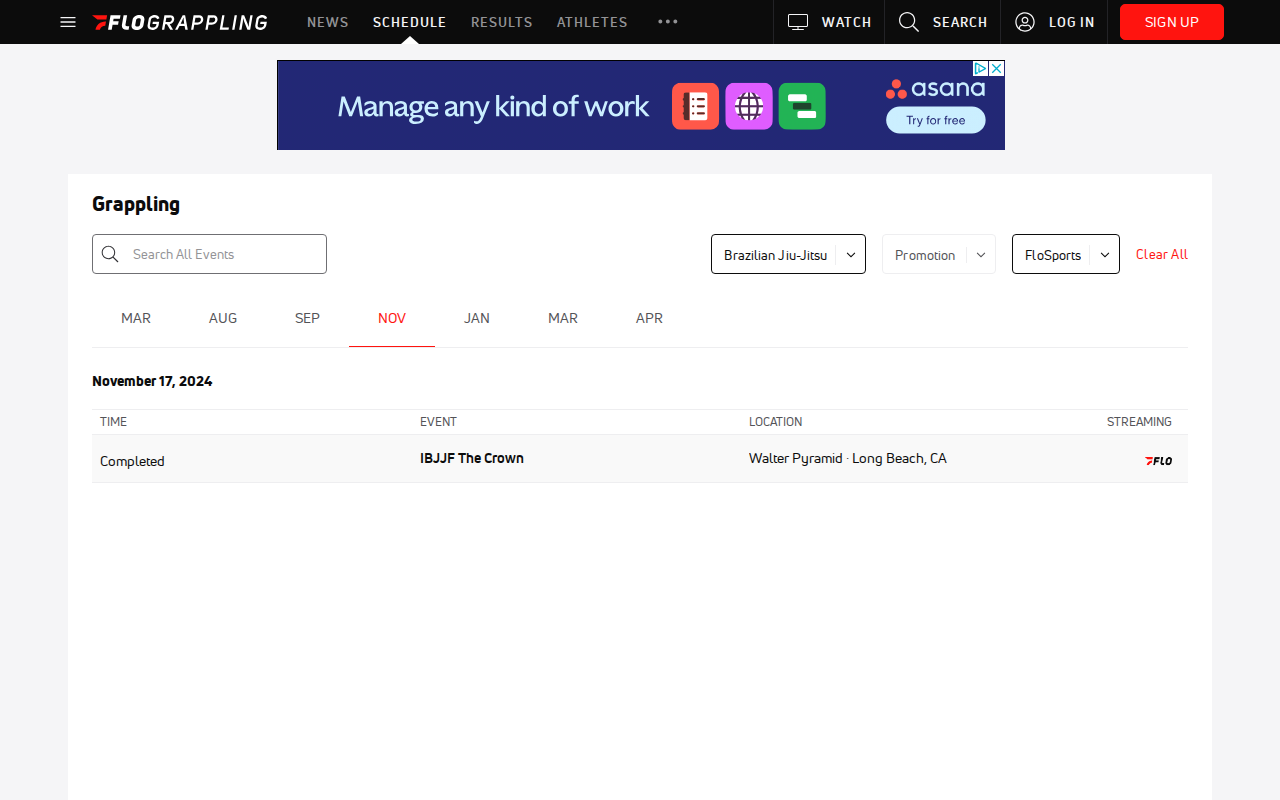 FLOGRAPPLING NEWS SCHEDULE RESULTS ATHLETES WATCH SEARCH LOG IN SIGN UP
Manage any kind of work
asana
Try for free
Grappling
Search All Events Brazilian Jiu-Jitsu Promotion FloSports Clear All
MAR AUG SEP NOV JAN MAR APR
November 17, 2024
TIME EVENT LOCATION STREAMING
Completed IBJJF The Crown Walter Pyramid · Long Beach, CA FLO